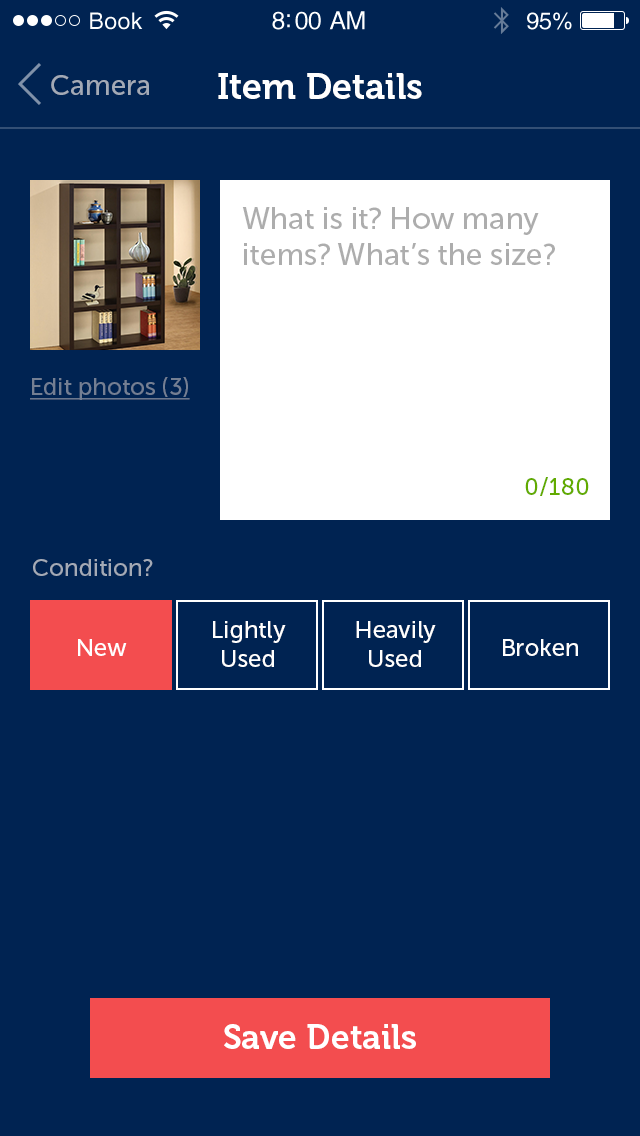 Book 8:00 AM 95%
Camera Item Details
What is it? How many
items? What's the size?
Edit photos (3)
0/180
Condition?
New
Lightly
Used
Heavily
Used
Broken
Save Details